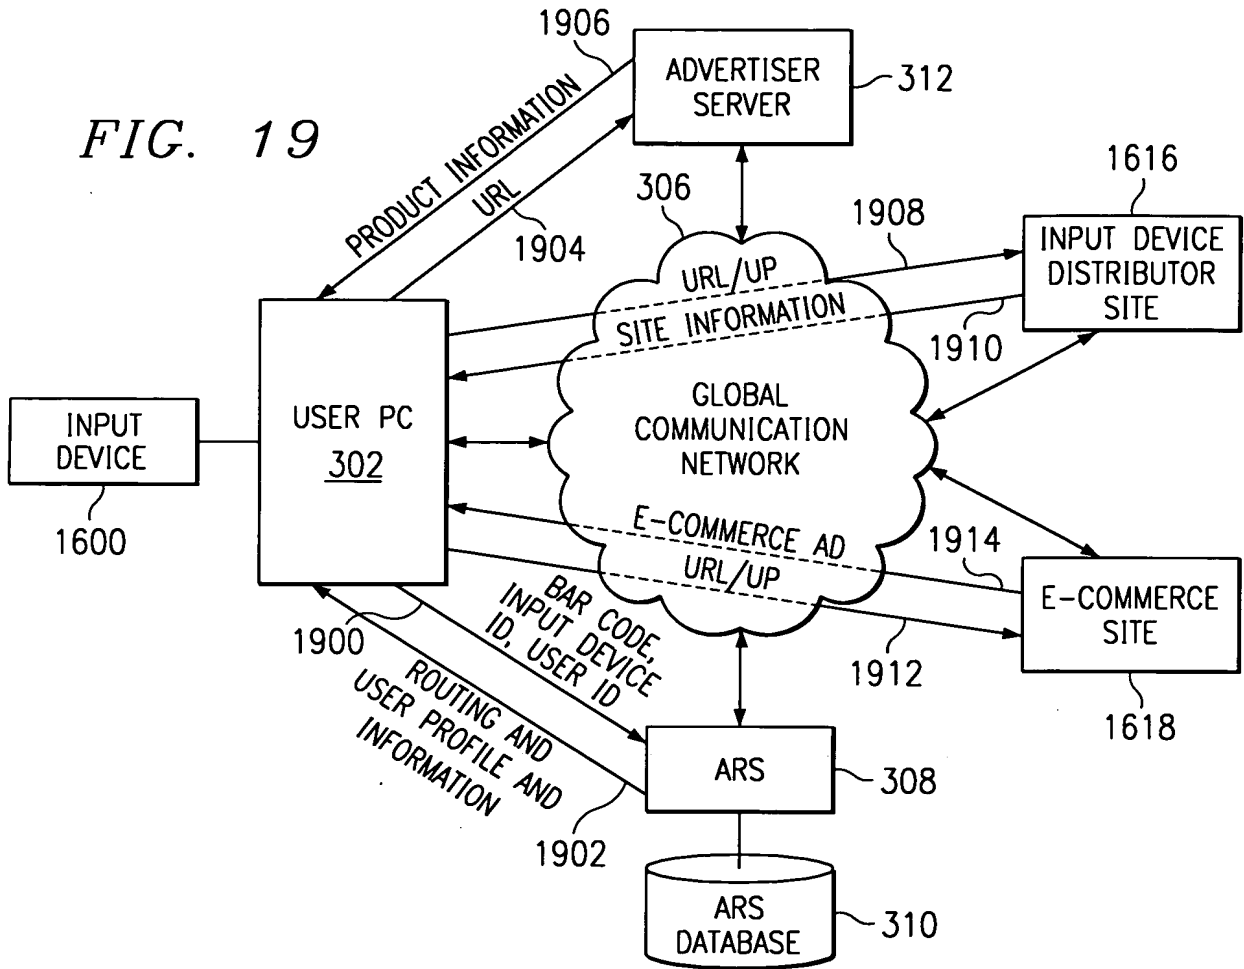 FIG. 19
1906
ADVERTISER
SERVER
312
PRODUCT INFORMATION
URL
1904
306
1908
1616
URL/UP
SITE INFORMATION
INPUT DEVICE
DISTRIBUTOR
SITE
1910
INPUT
DEVICE
1600
USER PC
302
GLOBAL
COMMUNICATION
NETWORK
E-COMMERCE AD
URL/UP
1914
E-COMMERCE
SITE
1912
1618
1900
BAR CODE,
INPUT DEVICE
ID, USER ID
ROUTING AND
USER PROFILE AND
INFORMATION
1902
ARS
308
ARS
DATABASE
310